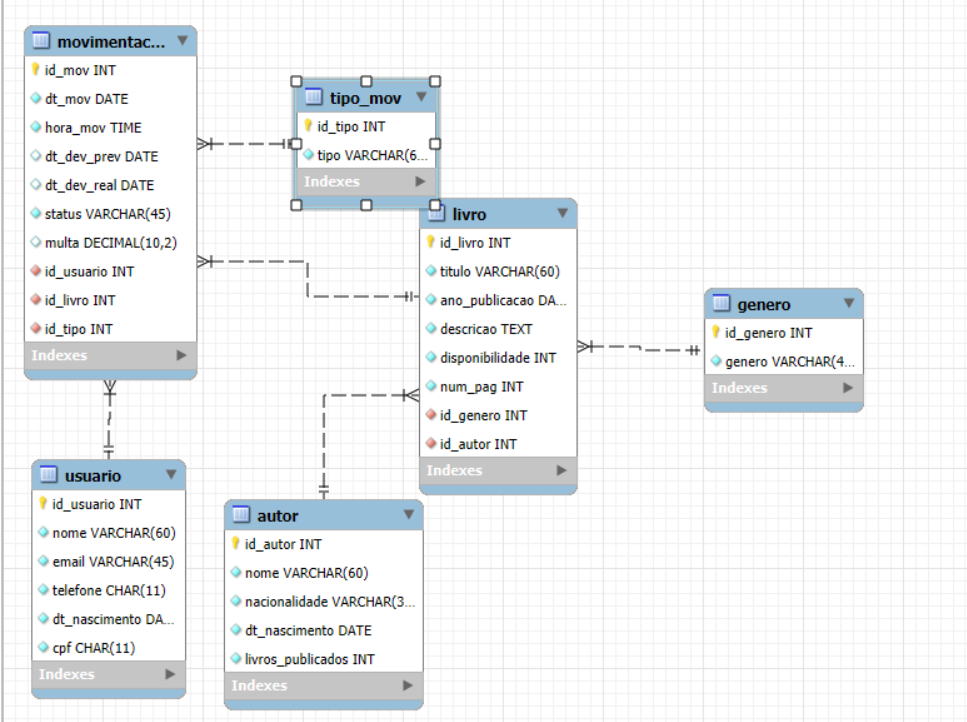 movimentac...
id_mov INT
dt_mov DATE
hora_mov TIME
dt_dev_prev DATE
dt_dev_real DATE
status VARCHAR(45)
multa DECIMAL(10,2)
id_usuario INT
id_livro INT
id_tipo INT
Indexes
tipo_mov
id_tipo INT
tipo VARCHAR(6...
Indexes
livro
id_livro INT
titulo VARCHAR(60)
ano_publicacao DA...
descricao TEXT
disponibilidade INT
num_pag INT
id_genero INT
id_autor INT
Indexes
genero
id_genero INT
genero VARCHAR(4...
Indexes
usuario
id_usuario INT
nome VARCHAR(60)
email VARCHAR(45)
telefone CHAR(11)
dt_nascimento DA...
cpf CHAR(11)
Indexes
autor
id_autor INT
nome VARCHAR(60)
nacionalidade VARCHAR(3...
dt_nascimento DATE
livros_publicados INT
Indexes